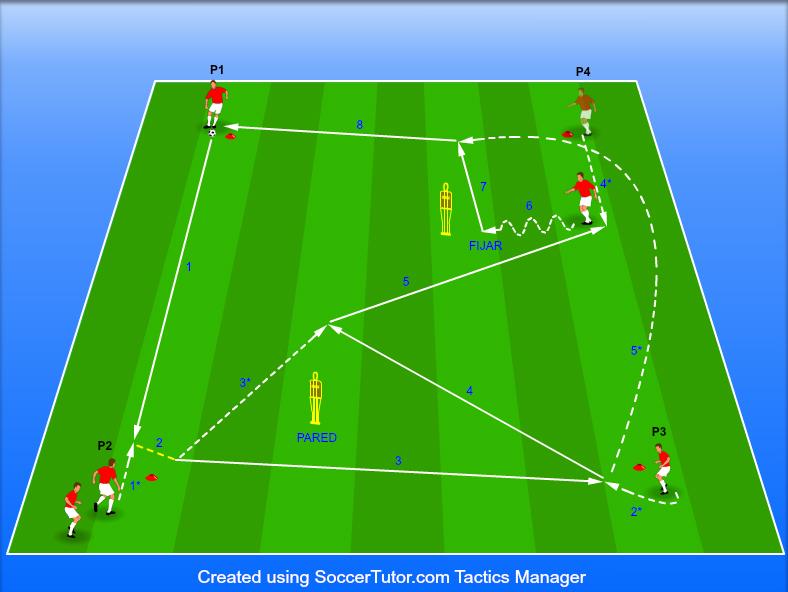 P1
P4
8
4*
7
6
FIJAR
1
5
5*
3*
4
PARED
P2
2
P3
3
1*
2*
Created using SoccerTutor.com Tactics Manager